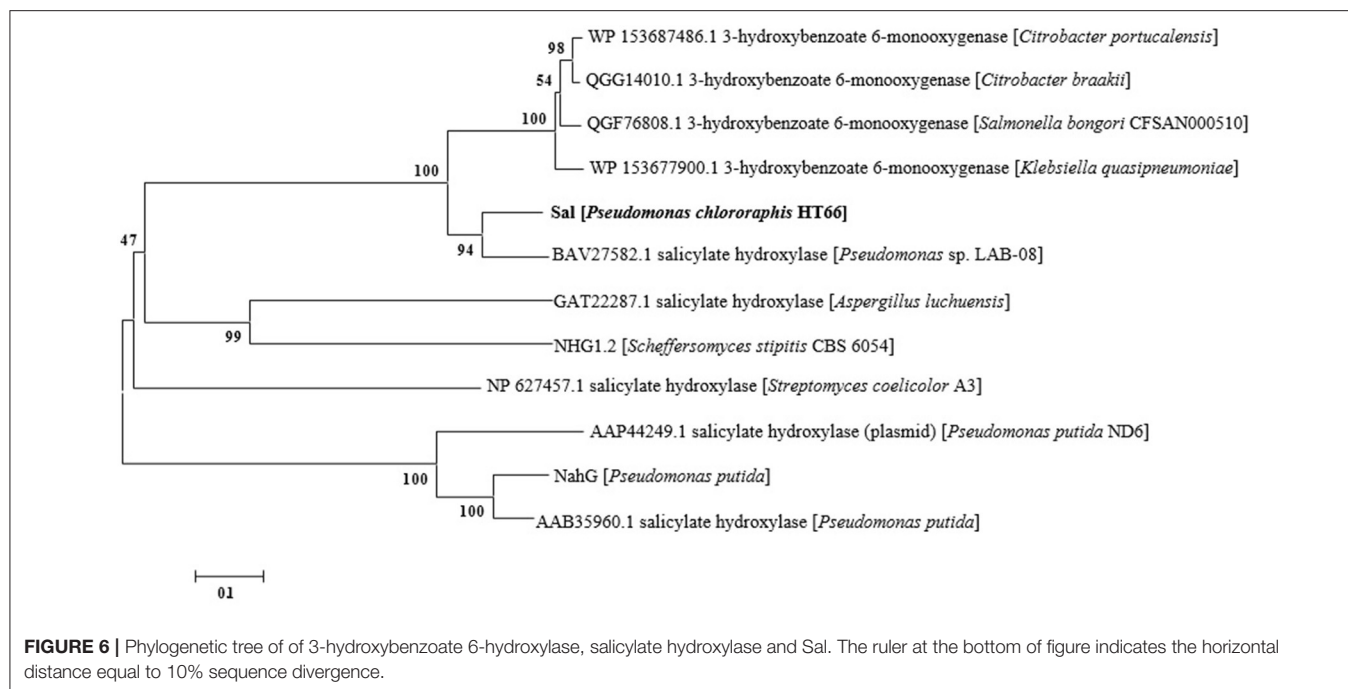 WP 153687486.1 3-hydroxybenzoate 6-monooxygenase [Citrobacter portucalensis]
98
54
QGG14010.1 3-hydroxybenzoate 6-monooxygenase [Citrobacter braakii]
100
QGF76808.1 3-hydroxybenzoate 6-monooxygenase [Salmonella bongori CFSAN000510]
100
WP 153677900.1 3-hydroxybenzoate 6-monooxygenase [Klebsiella quasipneumoniae]
Sal [Pseudomonas chlororaphis HT66]
47
94
BAV27582.1 salicylate hydroxylase [Pseudomonas sp. LAB-08]
GAT22287.1 salicylate hydroxylase [Aspergillus luchuensis]
99
NHG1.2 [Scheffersomyces stipitis CBS 6054]
NP 627457.1 salicylate hydroxylase [Streptomyces coelicolor A3]
AAP44249.1 salicylate hydroxylase (plasmid) [Pseudomonas putida ND6]
100
NahG [Pseudomonas putida]
100
AAB35960.1 salicylate hydroxylase [Pseudomonas putida]
01
FIGURE 6 | Phylogenetic tree of of 3-hydroxybenzoate 6-hydroxylase, salicylate hydroxylase and Sal. The ruler at the bottom of figure indicates the horizontal
distance equal to 10% sequence divergence.